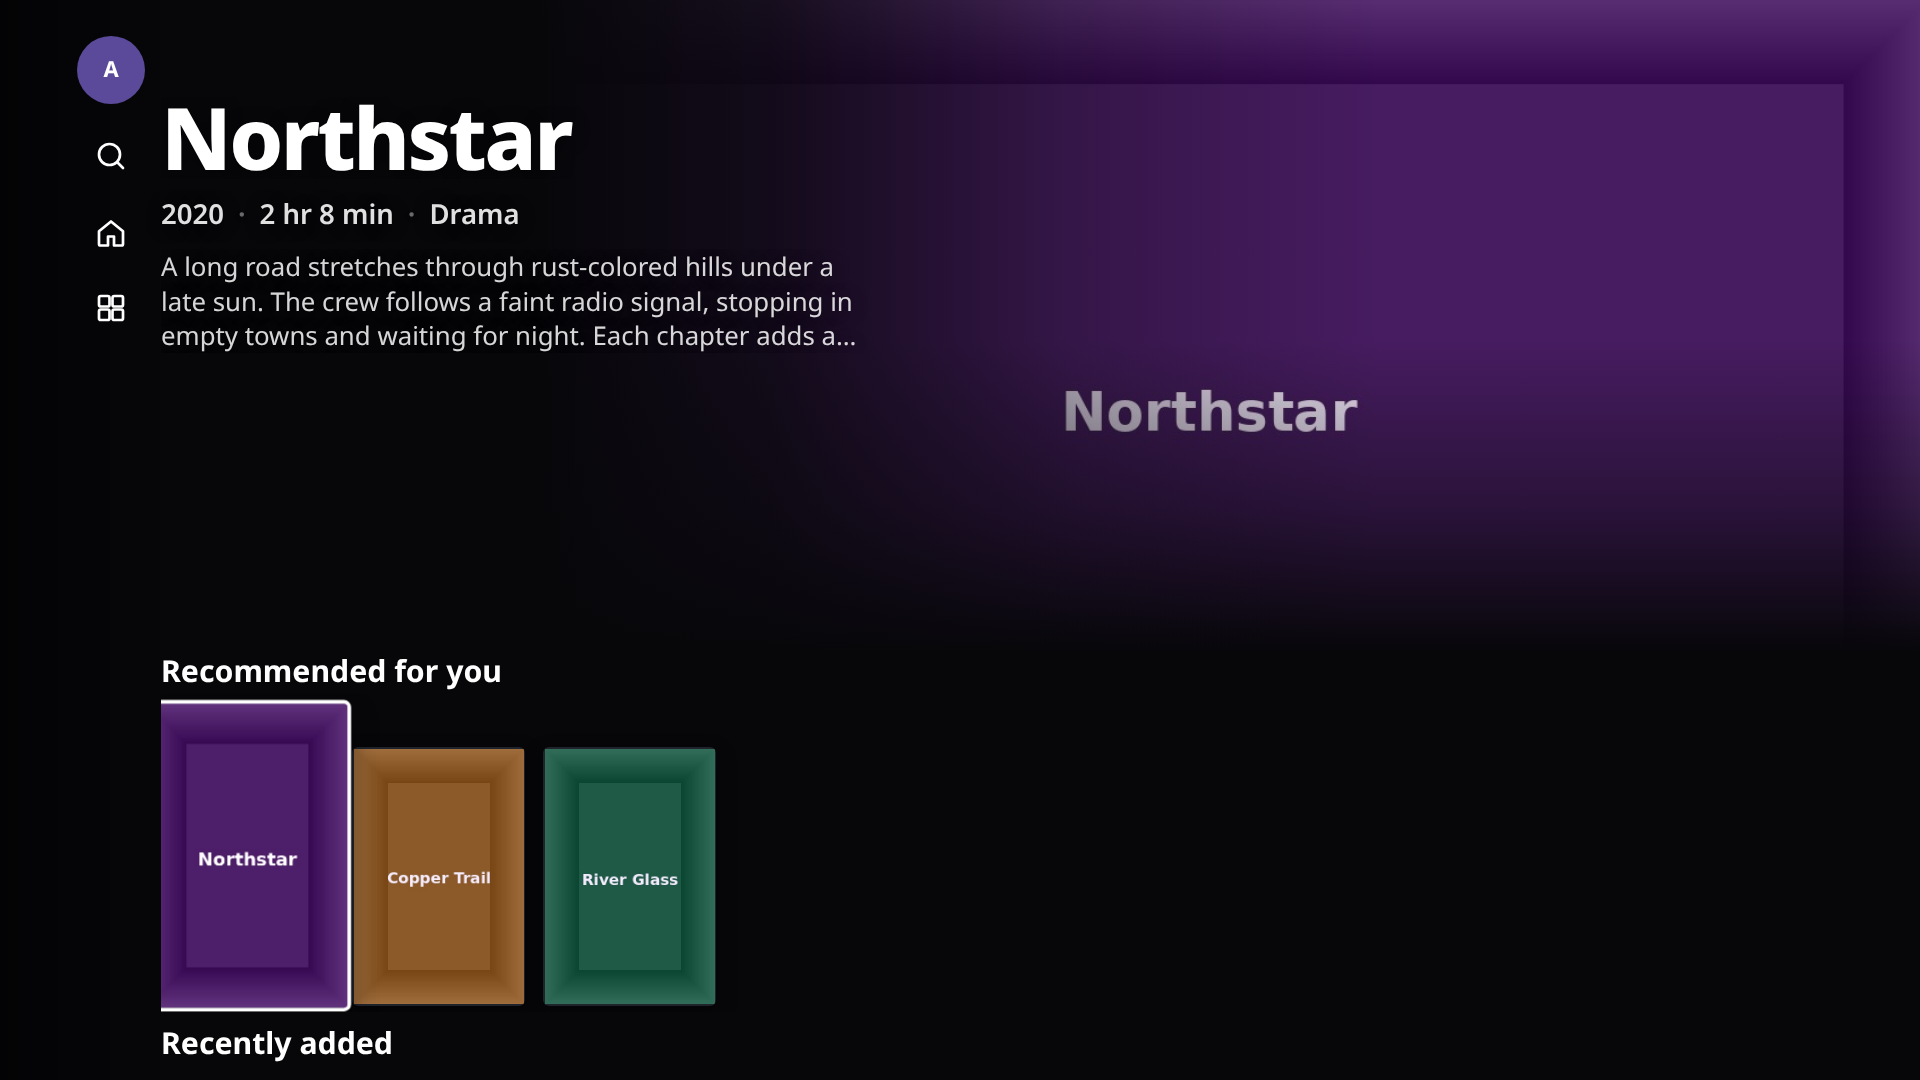 A
Northstar
2020 · 2 hr 8 min · Drama
A long road stretches through rust-colored hills under a
late sun. The crew follows a faint radio signal, stopping in
empty towns and waiting for night. Each chapter adds a...
Northstar
Recommended for you
Northstar
Copper Trail
River Glass
Recently added